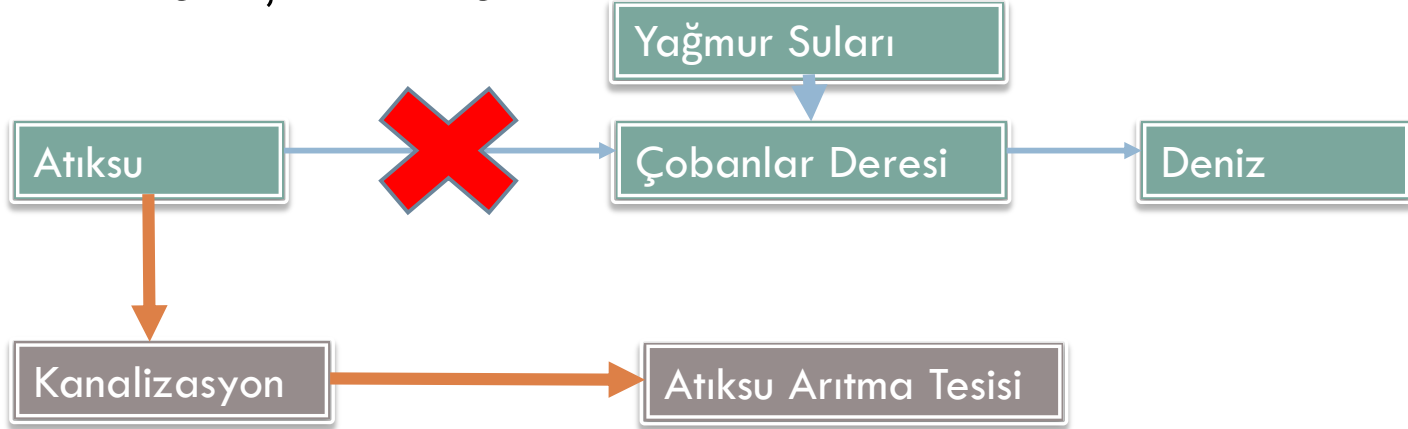 Yağmur Suları
Atıksu
Çobanlar Deresi
Deniz
Kanalizasyon
Atıksu Arıtma Tesisi